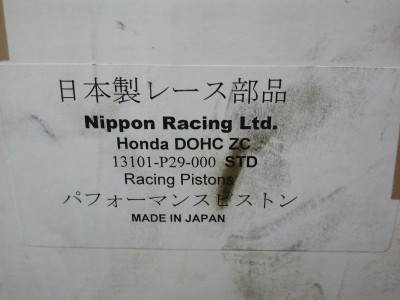 日本製レース部品
Nippon Racing Ltd.
Honda DOHC ZC
13101-P29-000 STD
Racing Pistons
パフォーマンスピストン
MADE IN JAPAN